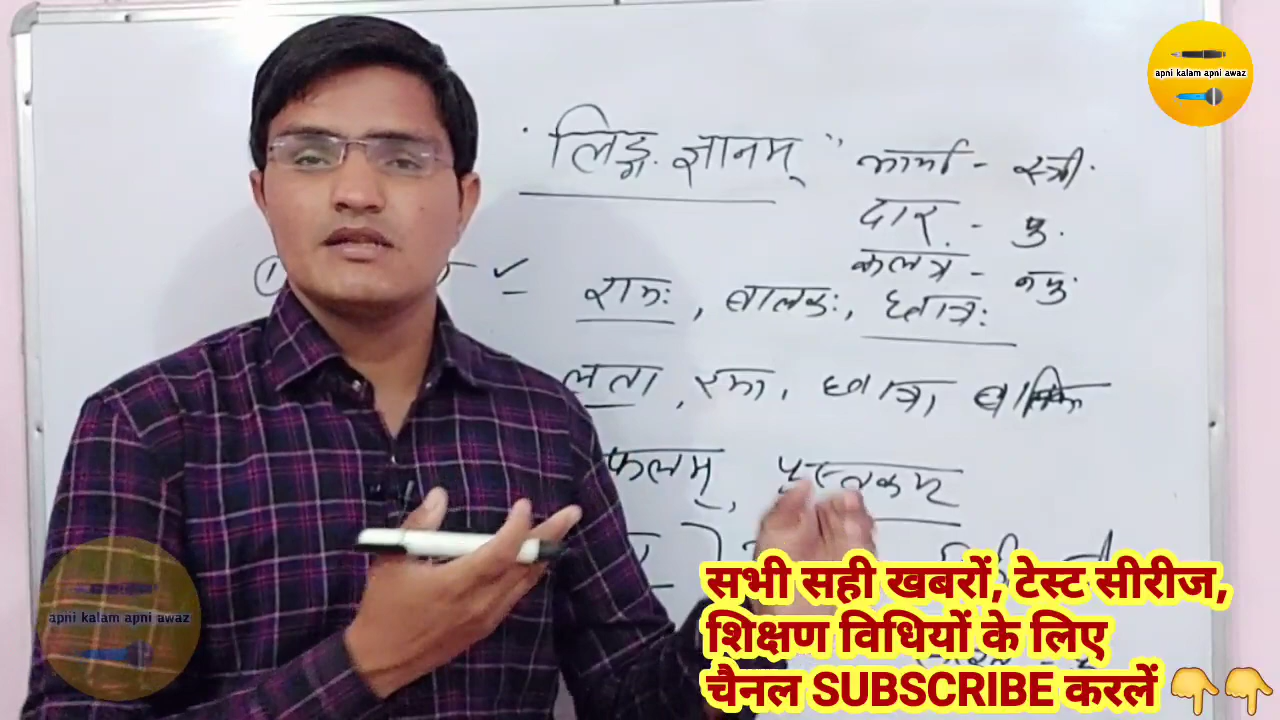 apni kalam apni awaz
"लिङ्ग ज्ञानम्"
भार्या - स्त्री.
दार - पु.
कलत्र - नपु.
①
रामः, बालकः, छात्रः
लता, रमा, छात्रा,
फलम्, पुस्तकम्
apni kalam apni awaz
सभी सही खबरों, टेस्ट सीरीज,
शिक्षण विधियों के लिए
चैनल SUBSCRIBE करलें 👇👇